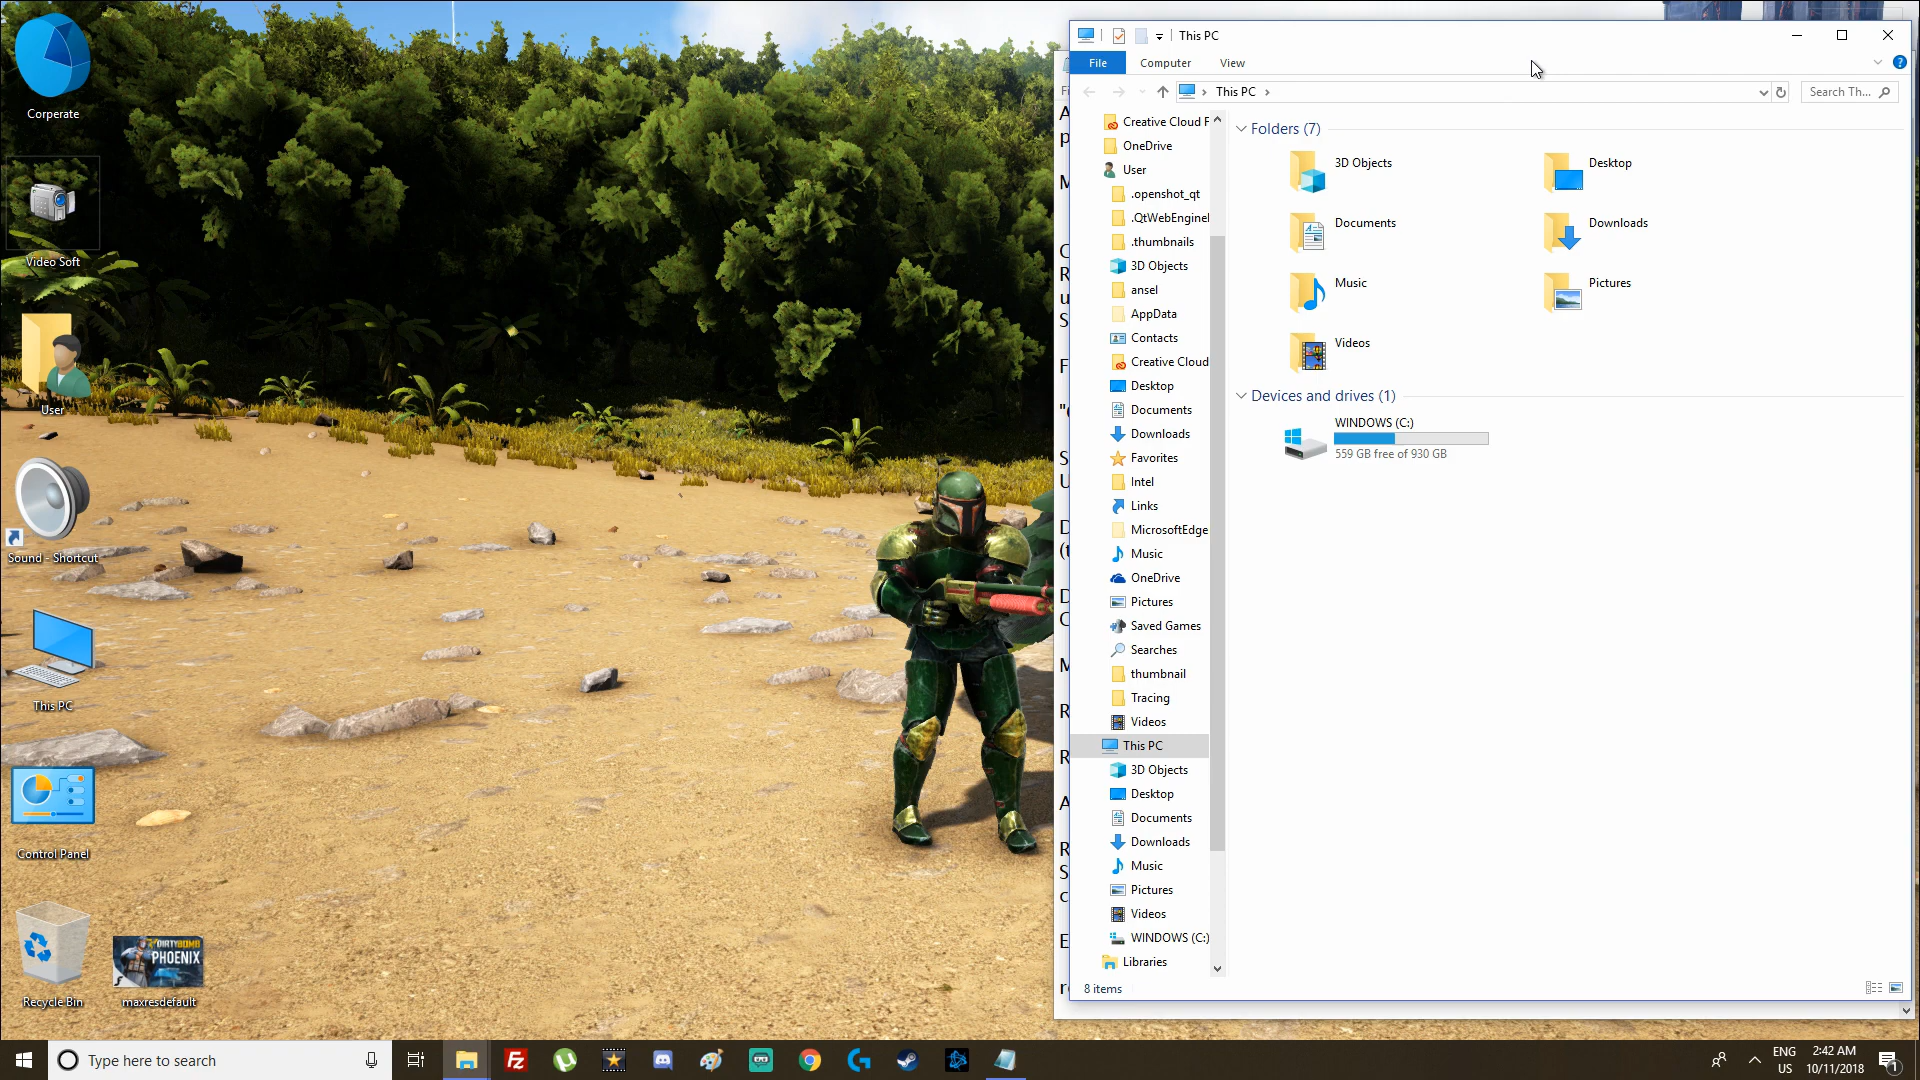 Corperate
Video Soft
User
Sound - Shortcut
This PC
Control Panel
Recycle Bin
DIRTYBOMB
PHOENIX
maxresdefault
This PC
File
Computer
View
This PC
Search Th...
Creative Cloud F
OneDrive
User
.openshot_qt
.QtWebEngine
.thumbnails
3D Objects
ansel
AppData
Contacts
Creative Cloud
Desktop
Documents
Downloads
Favorites
Intel
Links
MicrosoftEdge
Music
OneDrive
Pictures
Saved Games
Searches
thumbnail
Tracing
Videos
This PC
3D Objects
Desktop
Documents
Downloads
Music
Pictures
Videos
WINDOWS (C:)
Libraries
Folders (7)
3D Objects
Desktop
Documents
Downloads
Music
Pictures
Videos
Devices and drives (1)
WINDOWS (C:)
559 GB free of 930 GB
8 items
Type here to search
ENG
US
2:42 AM
10/11/2018
1